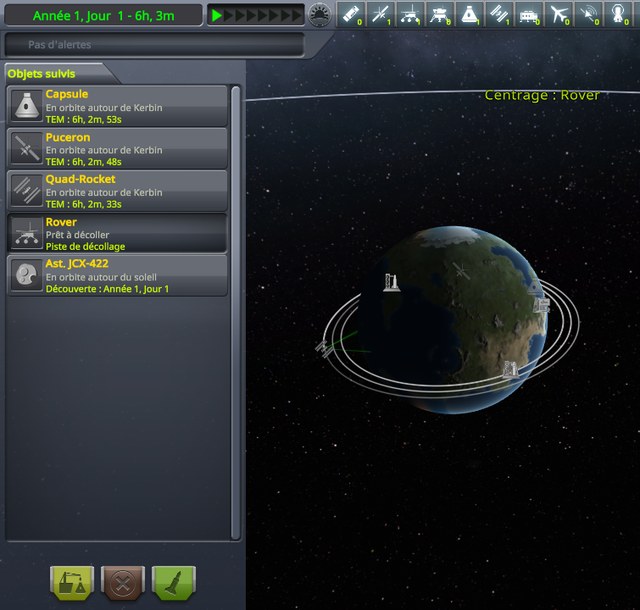 Année 1, Jour 1 - 6h, 3m
Pas d'alertes
Objets suivis
Centrage : Rover
Capsule
En orbite autour de Kerbin
TEM : 6h, 2m, 53s
Puceron
En orbite autour de Kerbin
TEM : 6h, 2m, 48s
Quad-Rocket
En orbite autour de Kerbin
TEM : 6h, 2m, 33s
Rover
Prêt à décoller
Piste de décollage
Ast. JCX-422
En orbite autour du soleil
Découverte : Année 1, Jour 1